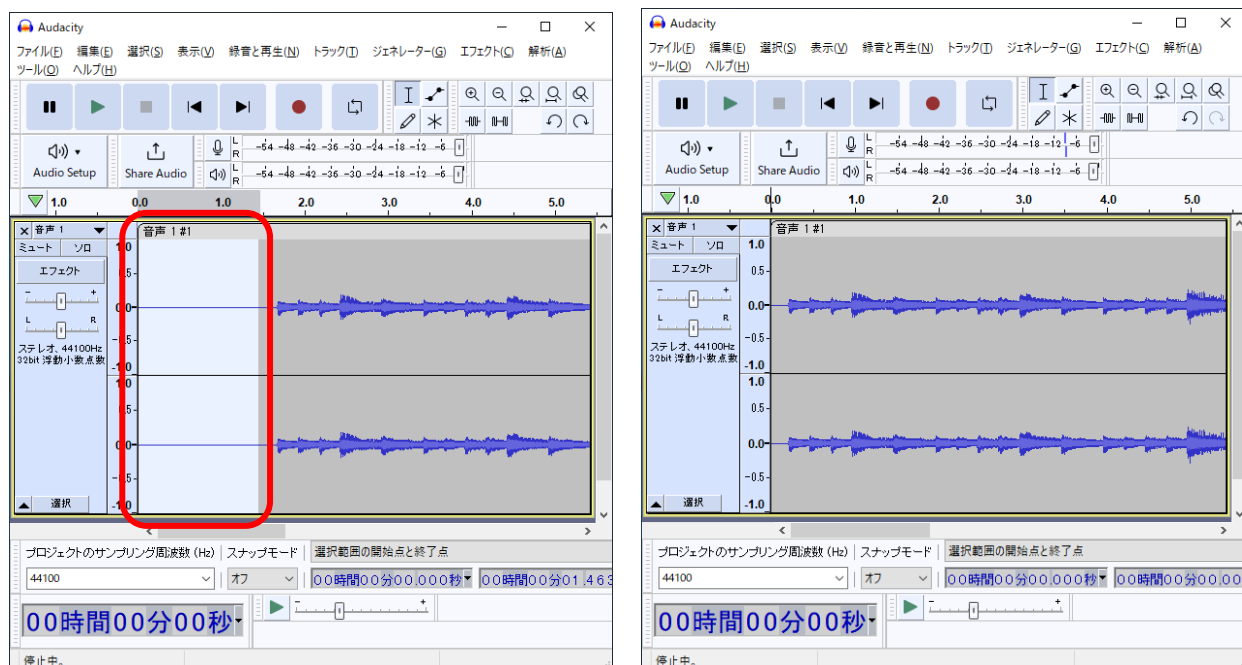 Audacity
ファイル(F) 編集(E) 選択(S) 表示(V) 録音と再生(N) トラック(T) ジェネレーター(G) エフェクト(C) 解析(A)
ツール(O) ヘルプ(H)
L
R -54 -48 -42 -36 -30 -24 -18 -12 -6
Audio Setup Share Audio
L
R -54 -48 -42 -36 -30 -24 -18 -12 -6
1.0 0.0 1.0 2.0 3.0 4.0 5.0
音声 1 音声 1 #1
ミュート ソロ
エフェクト
- +
L R
ステレオ、44100Hz
32bit 浮動小数点数
0.0
-1.0
0.0
選択
プロジェクトのサンプリング周波数 (Hz) スナップモード 選択範囲の開始点と終了点
44100 オフ 00時間00分00.000秒 00時間00分01.463
00時間00分00秒 - +
停止中。
Audacity
ファイル(F) 編集(E) 選択(S) 表示(V) 録音と再生(N) トラック(T) ジェネレーター(G) エフェクト(C) 解析(A)
ツール(O) ヘルプ(H)
L
R -54 -48 -42 -36 -30 -24 -18 -12 -6
Audio Setup Share Audio
L
R -54 -48 -42 -36 -30 -24 -18 -12 -6
1.0 0.0 1.0 2.0 3.0 4.0 5.0
音声 1 音声 1 #1
ミュート ソロ 1.0
エフェクト 0.5
- + 0.0
L R
-0.5
ステレオ、44100Hz
32bit 浮動小数点数
-1.0
1.0
0.5
0.0
-0.5
選択 -1.0
プロジェクトのサンプリング周波数 (Hz) スナップモード 選択範囲の開始点と終了点
44100 オフ 00時間00分00.000秒 00時間00分00.00
00時間00分00秒 - +
停止中。